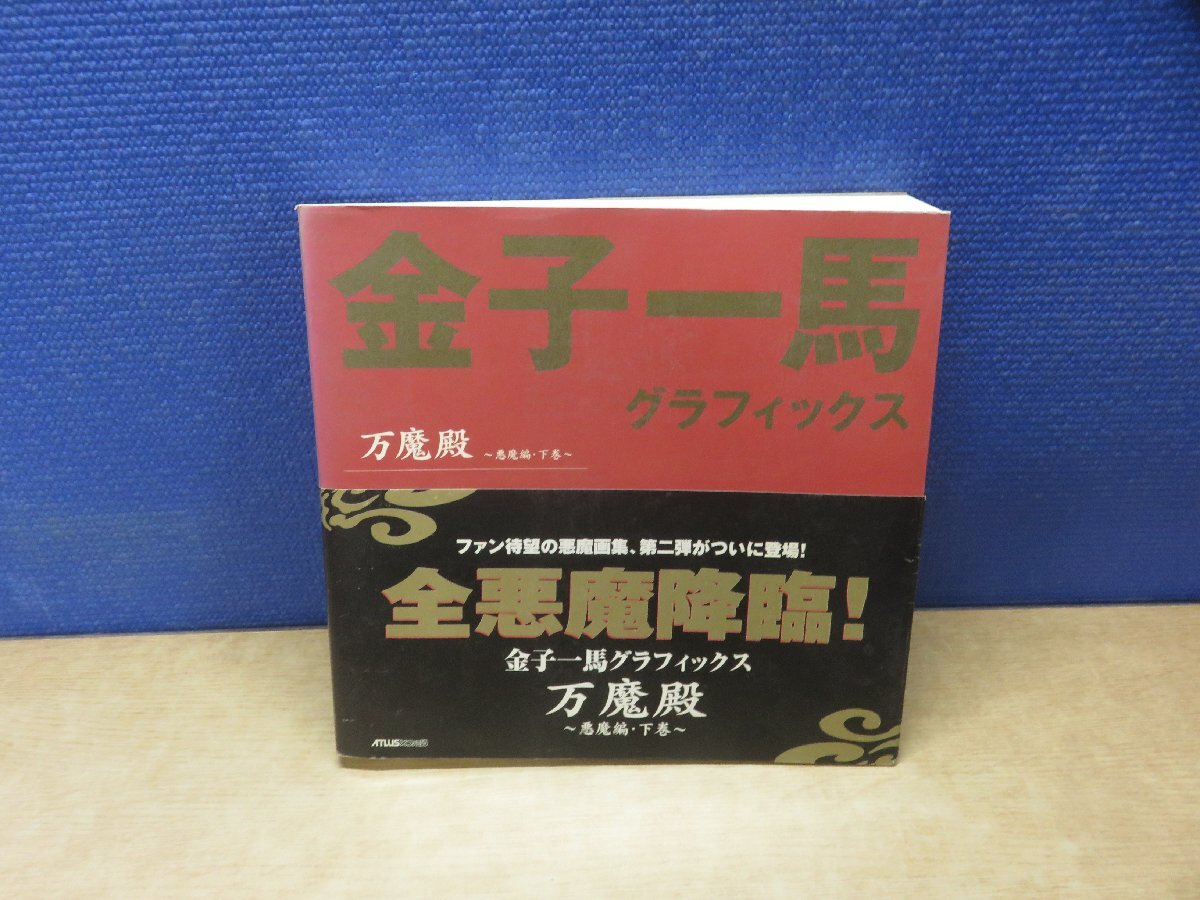 金子一馬
グラフィックス
万魔殿 ～悪魔編・下巻～
ファン待望の悪魔画集、第二弾がついに登場!
全悪魔降臨!
金子一馬グラフィックス
万魔殿
～悪魔編・下巻～
ATLUS